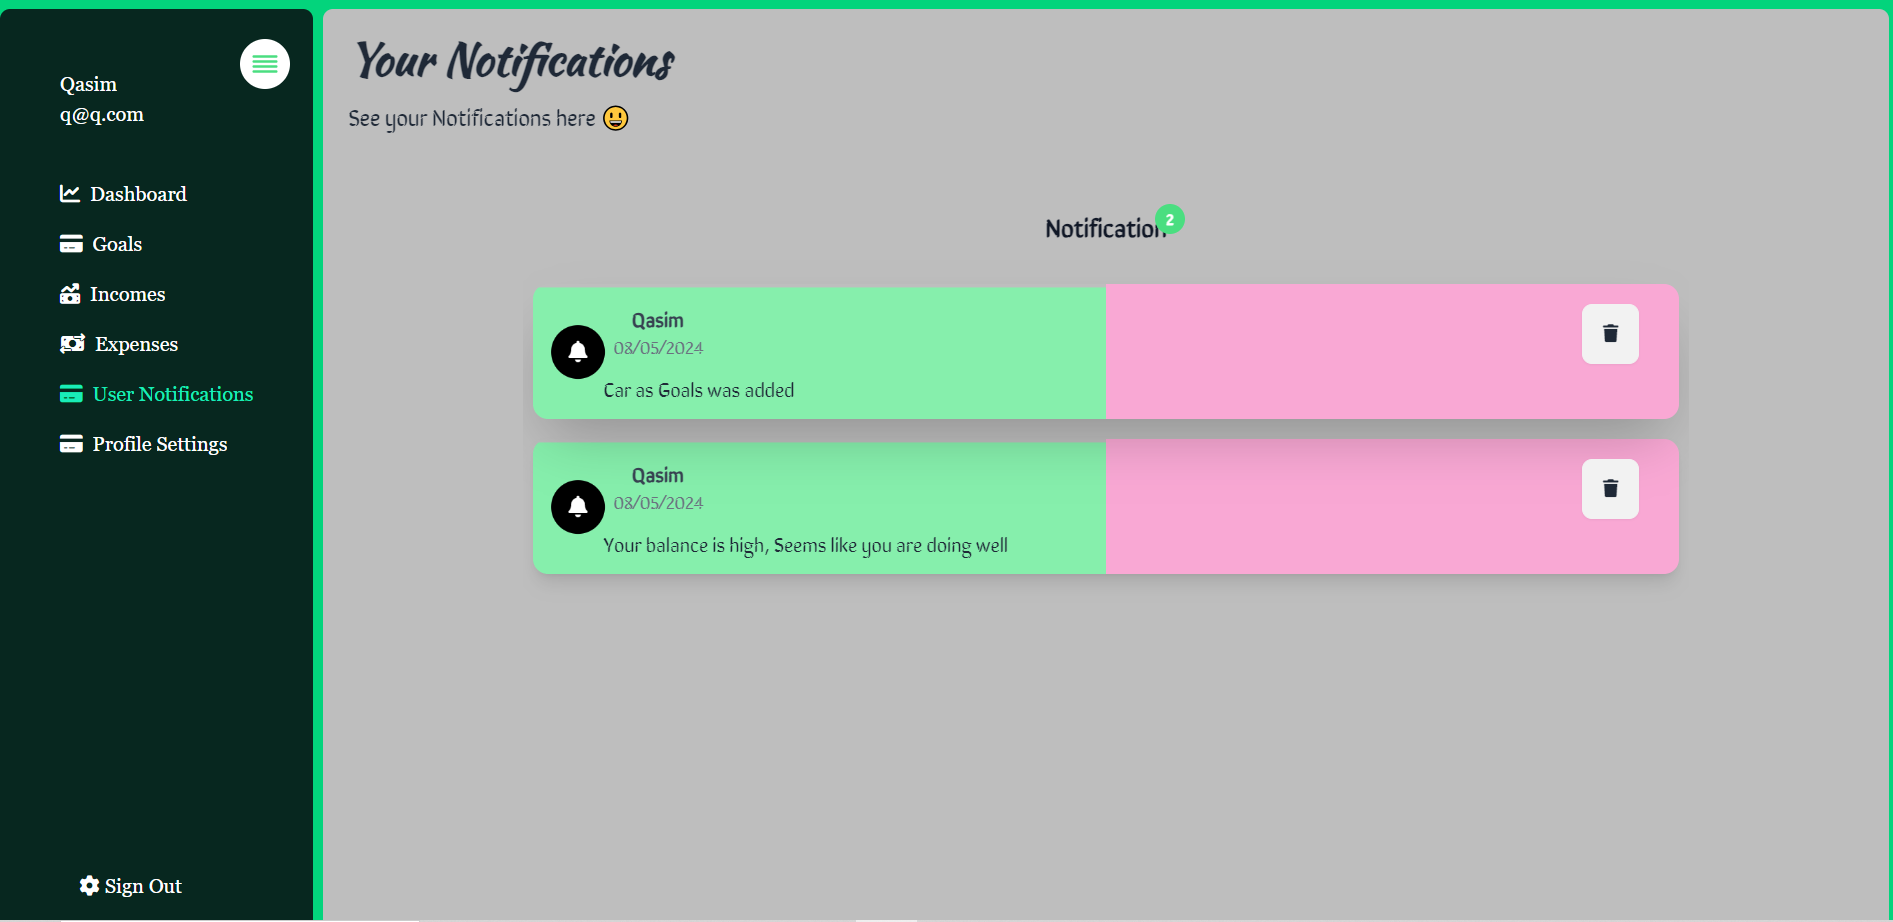 Qasim
q@q.com
Dashboard
Goals
Incomes
Expenses
User Notifications
Profile Settings
Sign Out
Your Notifications
See your Notifications here 😃
Notification 2
Qasim
08/05/2024
Car as Goals was added
Qasim
08/05/2024
Your balance is high, Seems like you are doing well